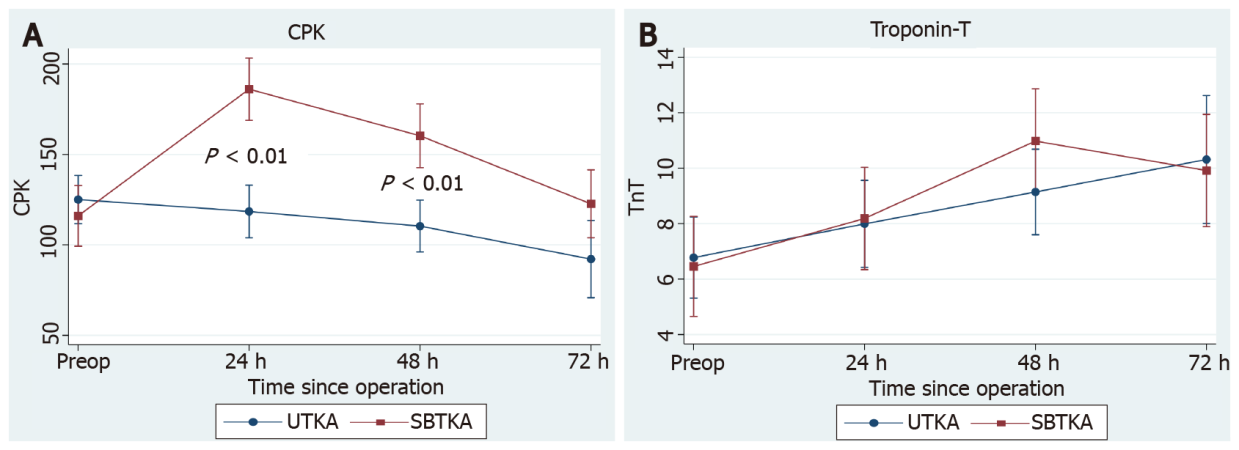 A
CPK
200
150
100
50
CPK
P < 0.01
P < 0.01
Preop 24 h 48 h 72 h
Time since operation
UTKA SBTKA
B
Troponin-T
14
12
10
8
6
4
TnT
Preop 24 h 48 h 72 h
Time since operation
UTKA SBTKA